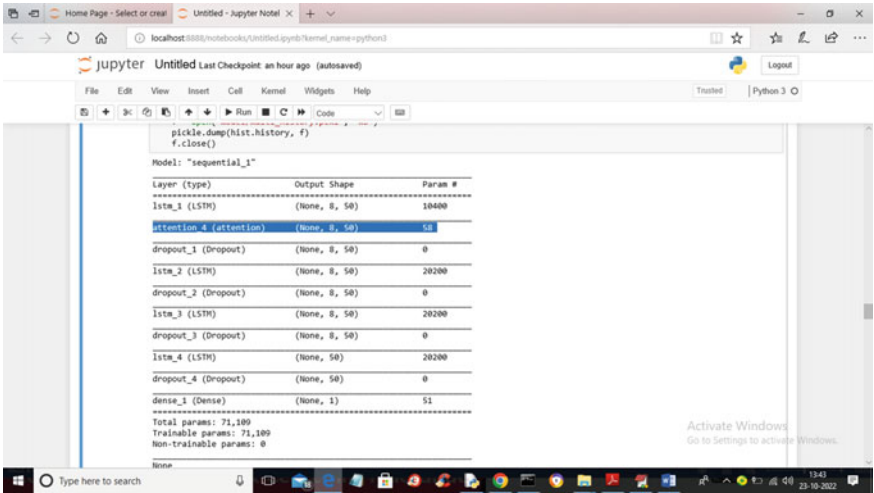 Home Page - Select or creat
Untitled - Jupyter Notel
localhost:8888/notebooks/Untitled.ipynb?kernel_name=python3
jupyter Untitled Last Checkpoint: an hour ago (autosaved)
Logout
File Edit View Insert Cell Kernel Widgets Help
Trusted
Python 3
Run
Code
pickle.dump(hist.history, f)
f.close()
Model: "sequential_1"
Layer (type) Output Shape Param #
lstm_1 (LSTM) (None, 8, 50) 10400
attention_4 (attention) (None, 8, 50) 58
dropout_1 (Dropout) (None, 8, 50) 0
lstm_2 (LSTM) (None, 8, 50) 20200
dropout_2 (Dropout) (None, 8, 50) 0
lstm_3 (LSTM) (None, 8, 50) 20200
dropout_3 (Dropout) (None, 8, 50) 0
lstm_4 (LSTM) (None, 50) 20200
dropout_4 (Dropout) (None, 50) 0
dense_1 (Dense) (None, 1) 51
Total params: 71,109
Trainable params: 71,109
Non-trainable params: 0
None
Activate Windows
Go to Settings to activate Windows.
Type here to search
13:43
23-10-2022